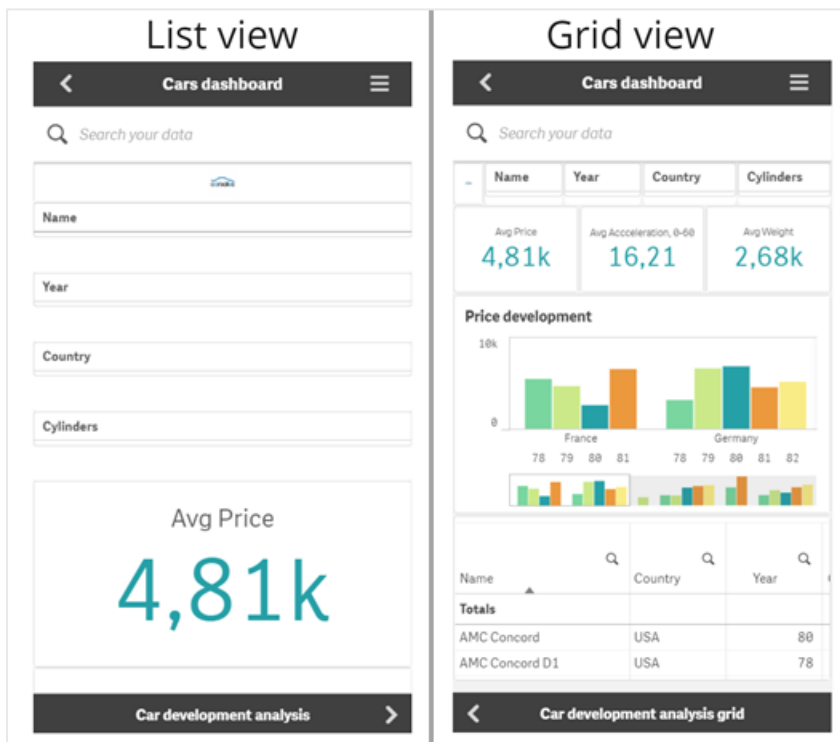 List view
Cars dashboard
Search your data
Name
Year
Country
Cylinders
Avg Price
4,81k
Car development analysis
Grid view
Cars dashboard
Search your data
Name Year Country Cylinders
Avg Price Avg Accceleration, 0-60 Avg Weight
4,81k 16,21 2,68k
Price development
10k
0
France Germany
78 79 80 81 78 79 80 81 82
Name Country Year
Totals
AMC Concord USA 80
AMC Concord D1 USA 78
Car development analysis grid